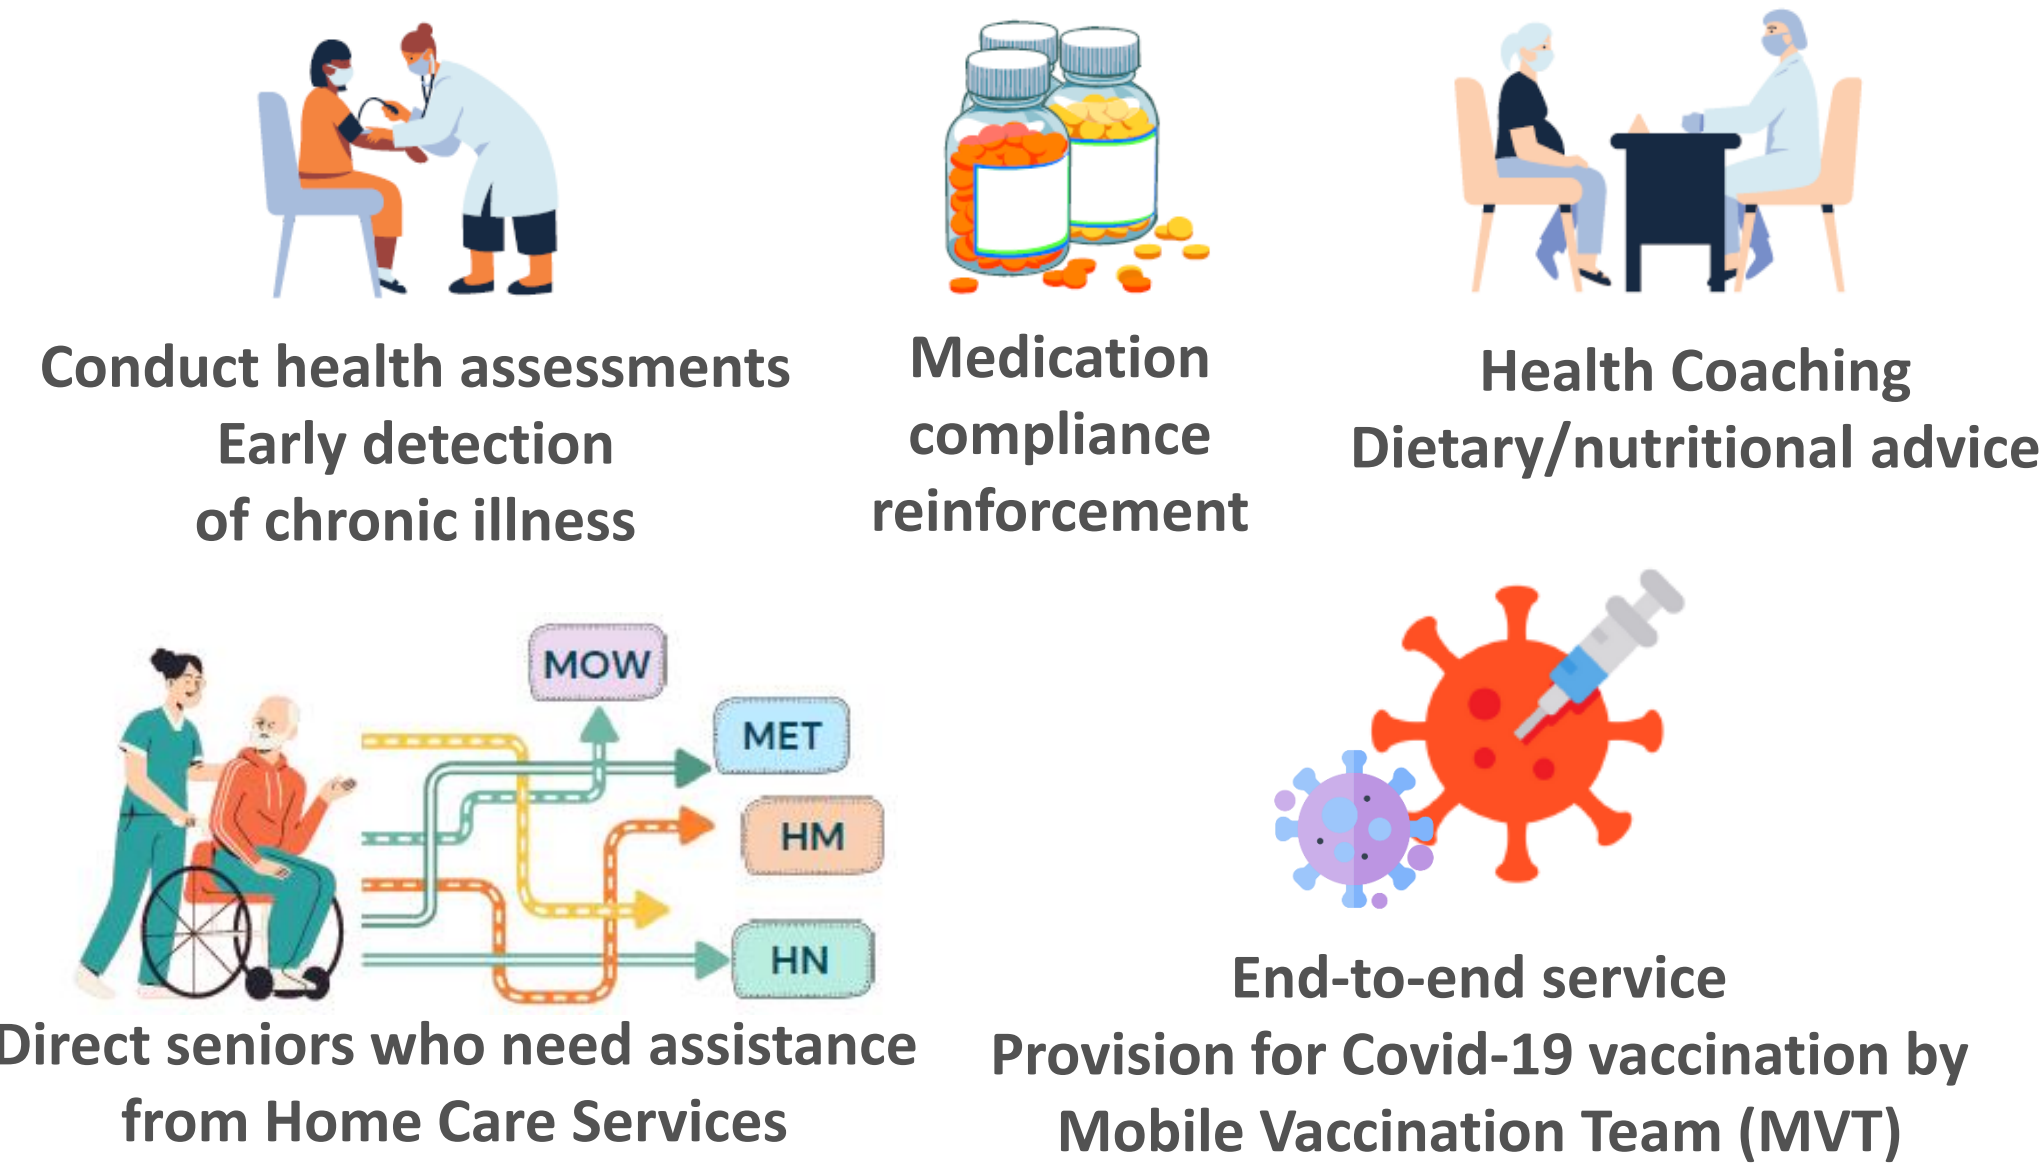 Conduct health assessments
Early detection
of chronic illness
Medication
compliance
reinforcement
Health Coaching
Dietary/nutritional advice
MOW
MET
HM
HN
Direct seniors who need assistance
from Home Care Services
End-to-end service
Provision for Covid-19 vaccination by
Mobile Vaccination Team (MVT)